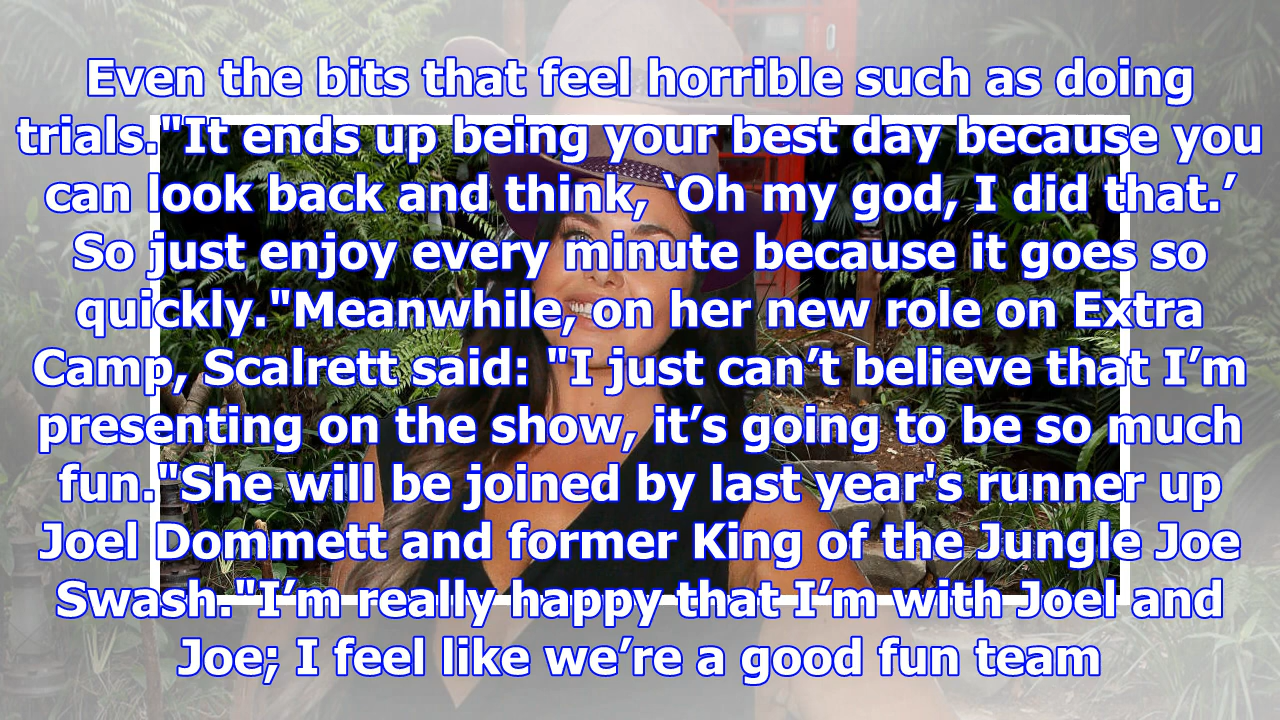 Even the bits that feel horrible such as doing
trials."It ends up being your best day because you
can look back and think, ‘Oh my god, I did that.’
So just enjoy every minute because it goes so
quickly."Meanwhile, on her new role on Extra
Camp, Scalrett said: "I just can’t believe that I’m
presenting on the show, it’s going to be so much
fun."She will be joined by last year's runner up
Joel Dommett and former King of the Jungle Joe
Swash."I’m really happy that I’m with Joel and
Joe; I feel like we’re a good fun team